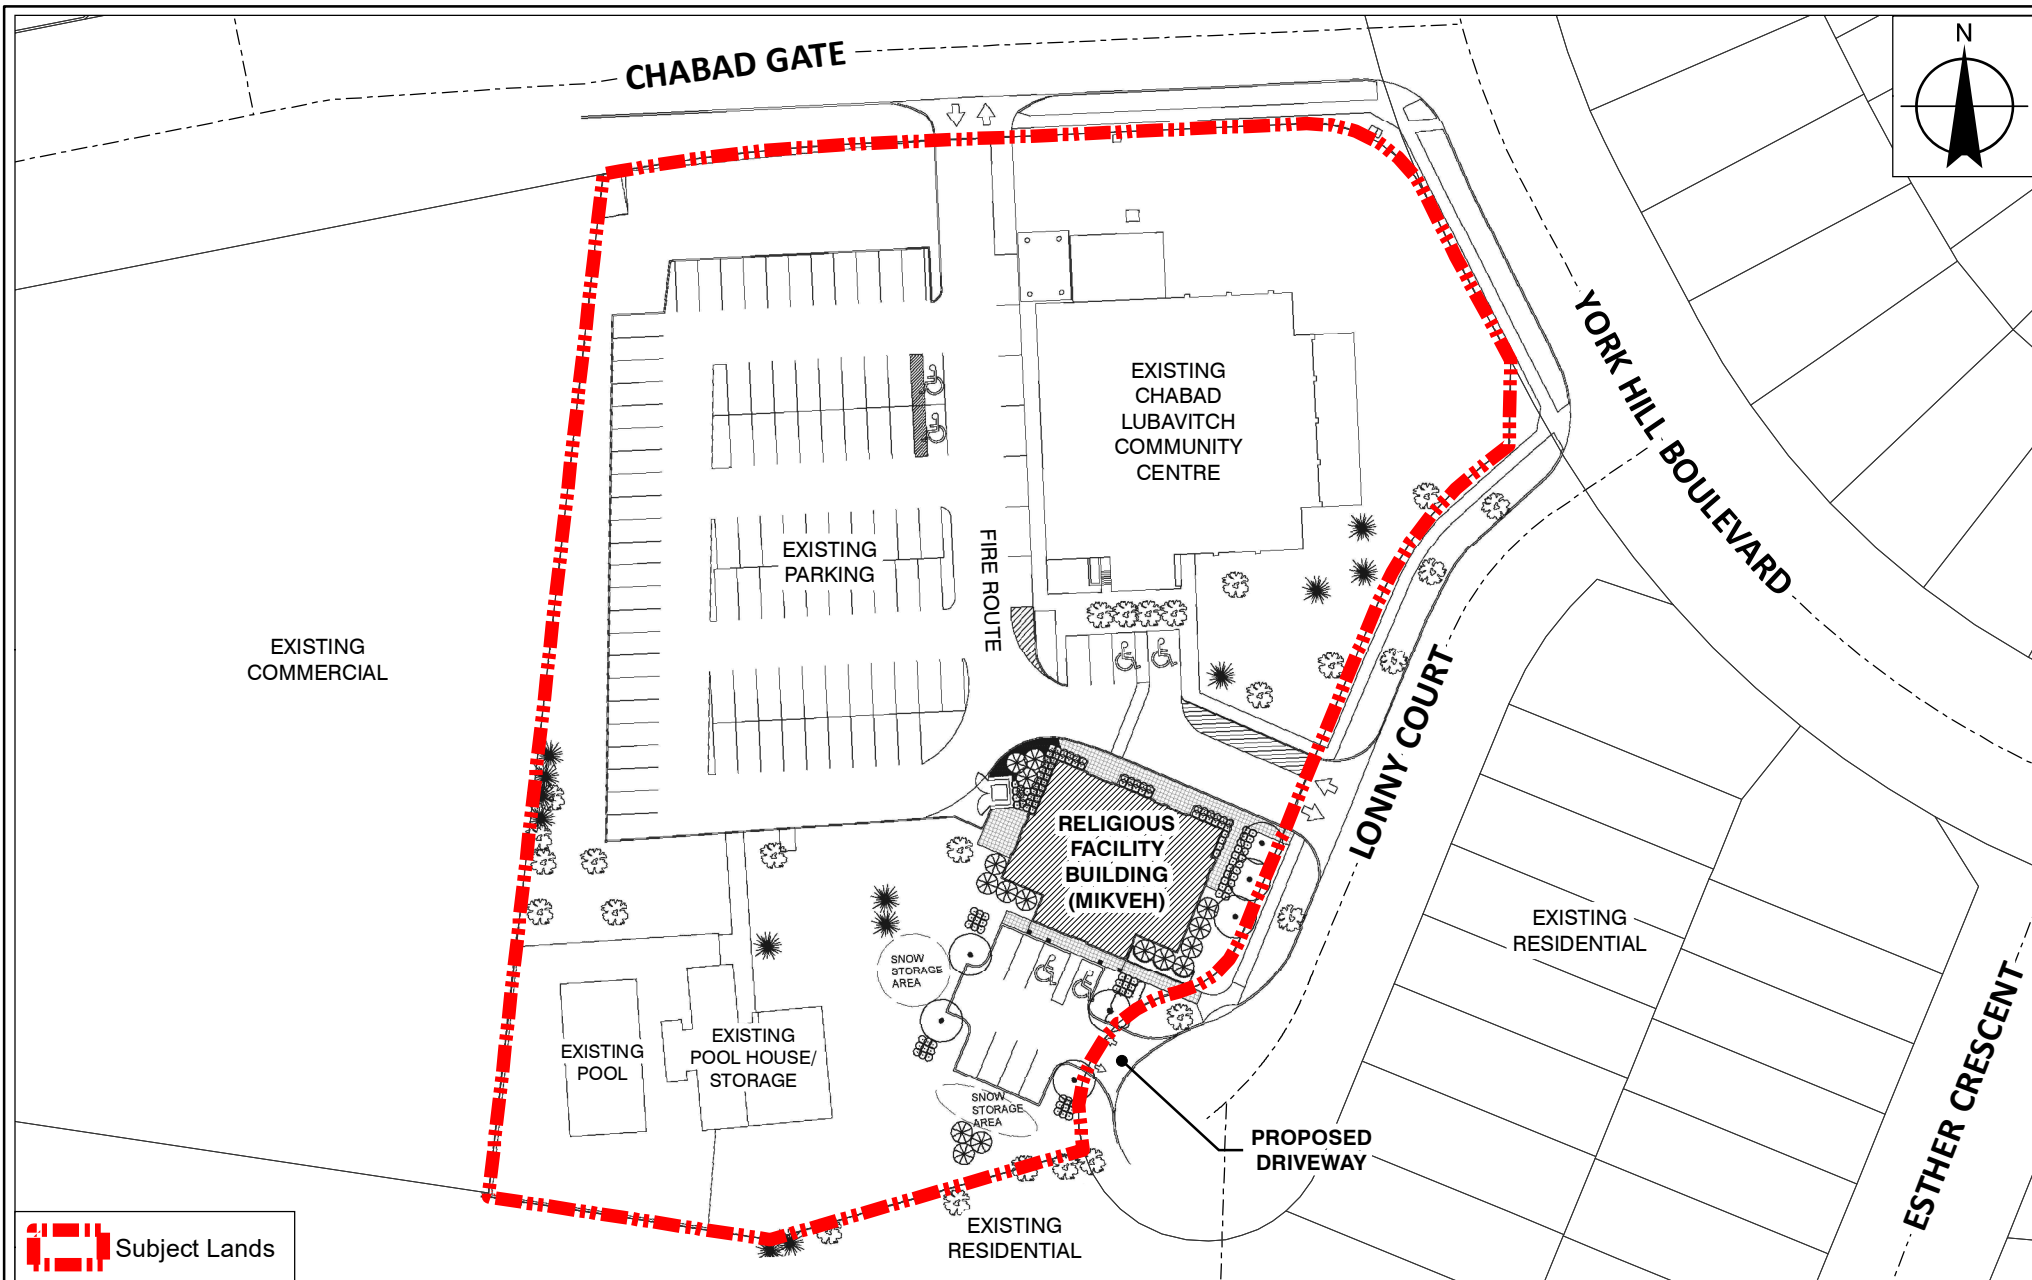 CHABAD GATE
N
YORK HILL BOULEVARD
EXISTING
CHABAD
LUBAVITCH
COMMUNITY
CENTRE
EXISTING
PARKING
FIRE ROUTE
EXISTING
COMMERCIAL
LONNY COURT
RELIGIOUS
FACILITY
BUILDING
(MIKVEH)
EXISTING
RESIDENTIAL
SNOW
STORAGE
AREA
EXISTING
POOL
EXISTING
POOL HOUSE/
STORAGE
SNOW
STORAGE
AREA
PROPOSED
DRIVEWAY
ESTHER CRESCENT
EXISTING
RESIDENTIAL
Subject Lands